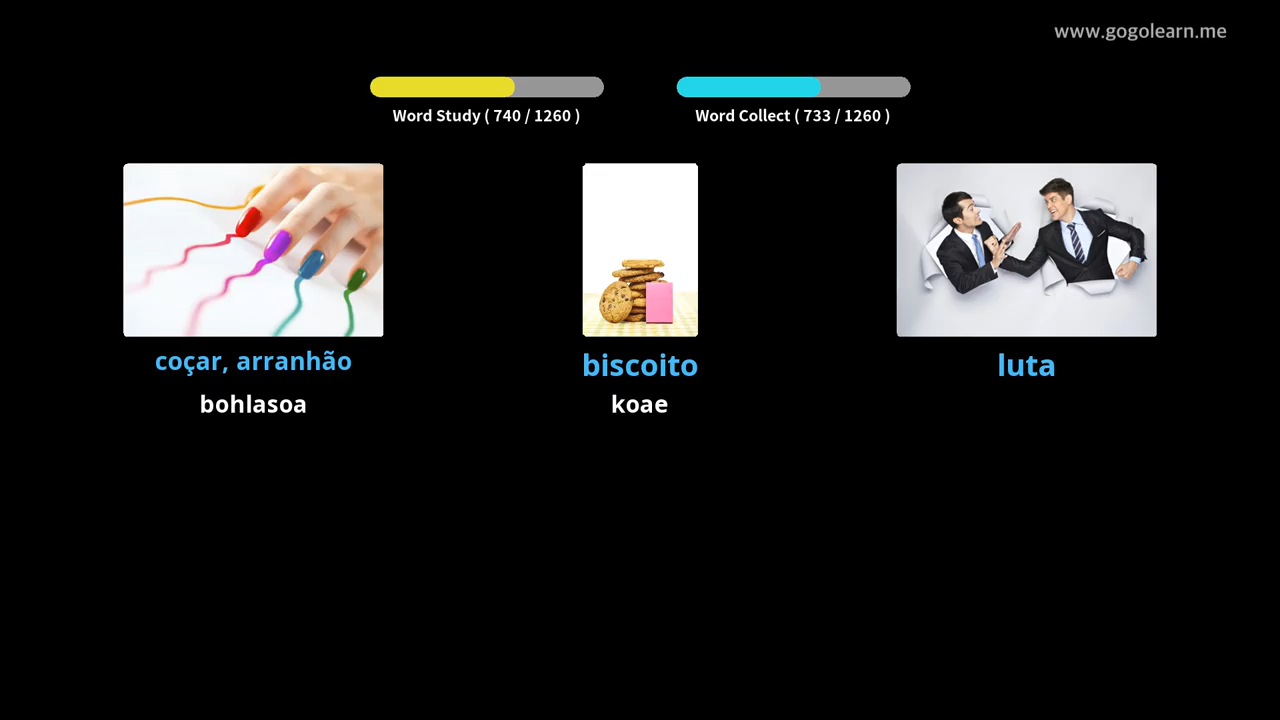 www.gogolearn.me
Word Study ( 740 / 1260 )
Word Collect ( 733 / 1260 )
coçar, arranhão
biscoito
luta
bohlasoa
koae